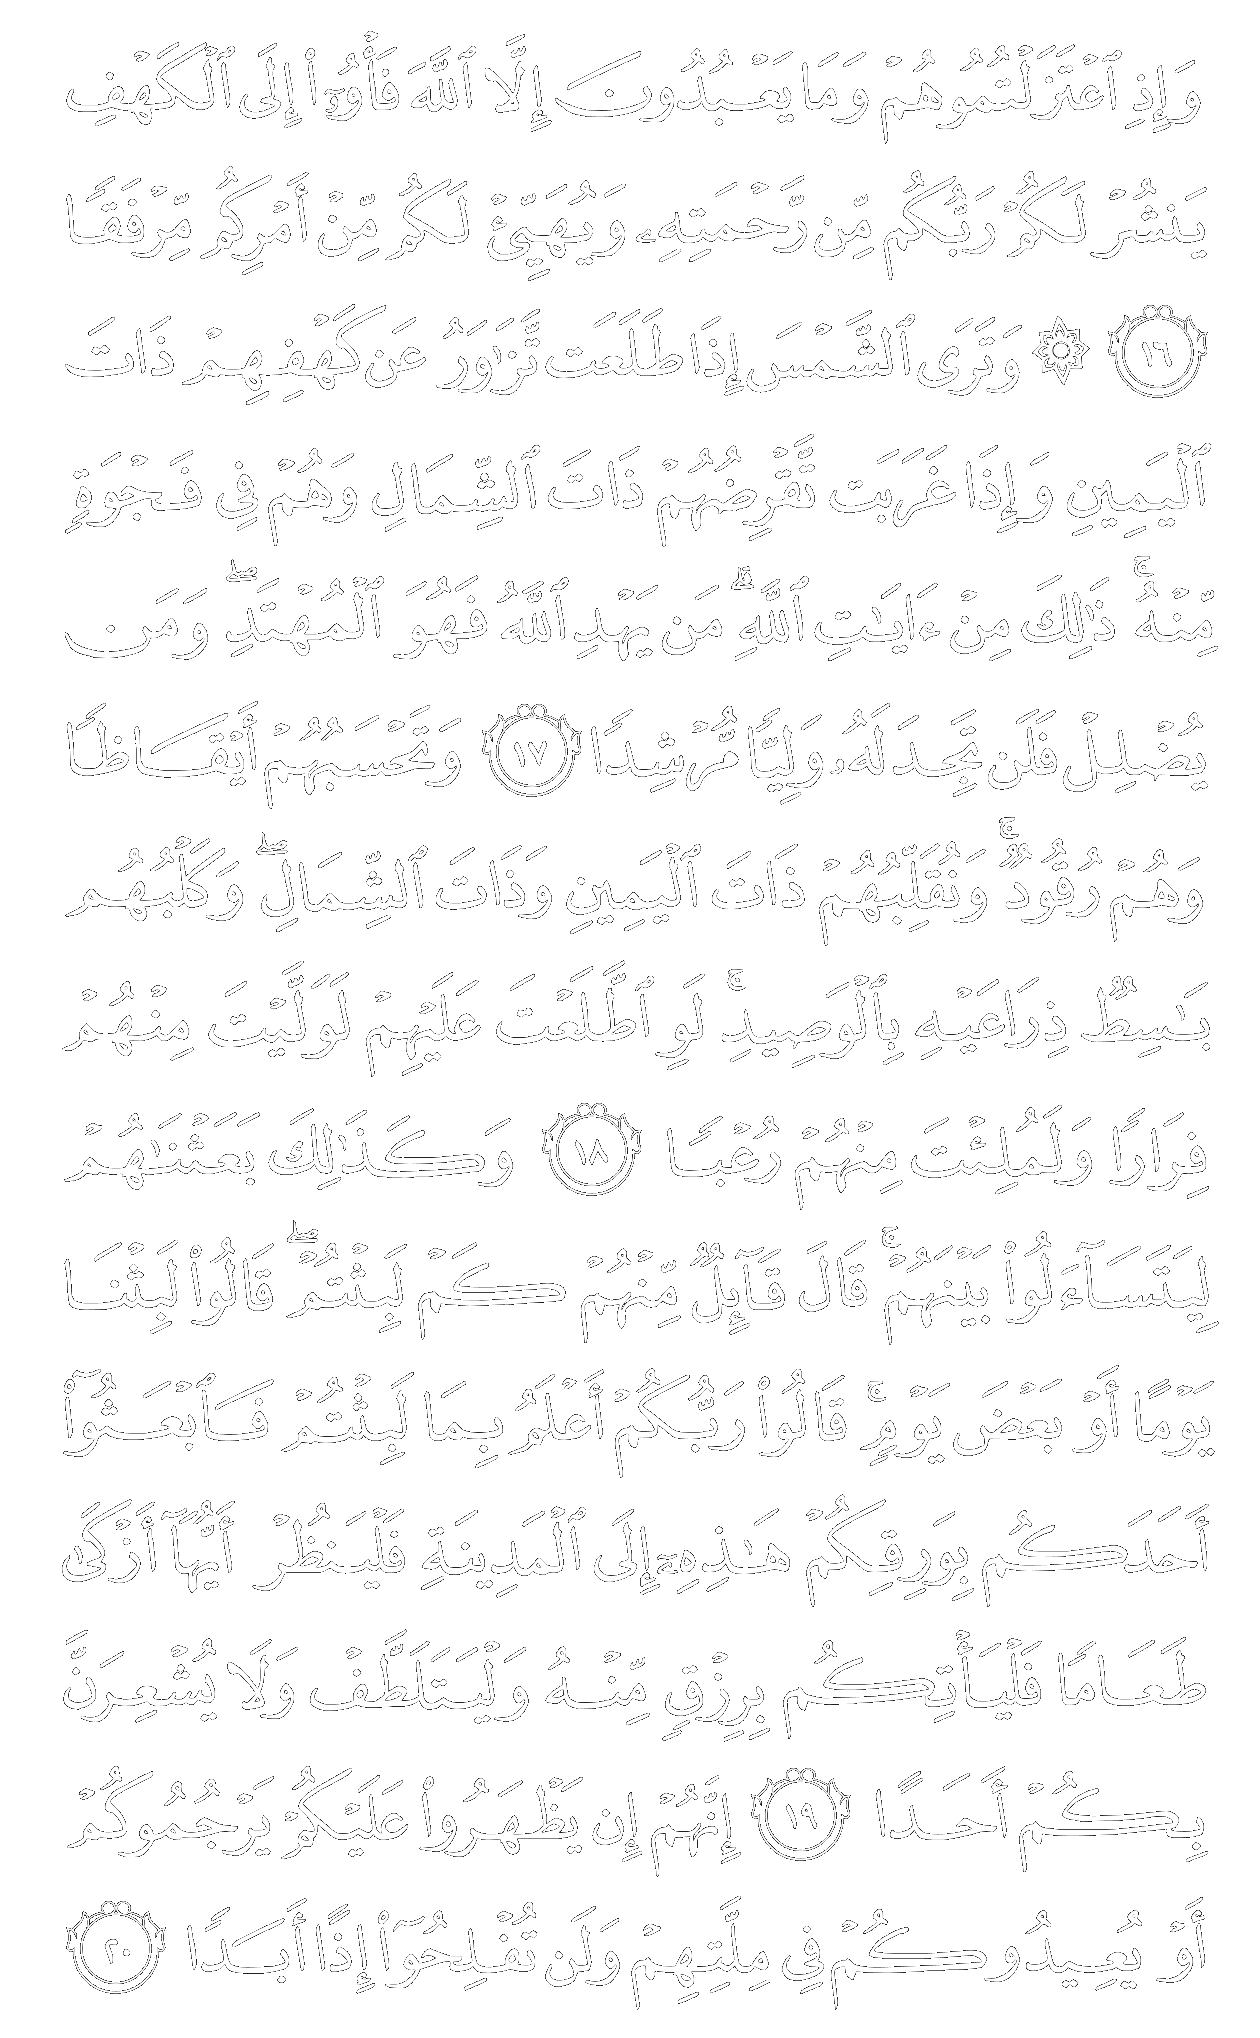 وَإِذِ ٱعْتَزَلْتُمُوهُمْ وَمَا يَعْبُدُونَ إِلَّا ٱللَّهَ فَأْوُۥٓا۟ إِلَى ٱلْكَهْفِ
يَنشُرْ لَكُمْ رَبُّكُم مِّن رَّحْمَتِهِۦ وَيُهَيِّئْ لَكُم مِّنْ أَمْرِكُم مِّرْفَقًا
١٦ ۞ وَتَرَى ٱلشَّمْسَ إِذَا طَلَعَت تَّزَٰوَرُ عَن كَهْفِهِمْ ذَاتَ
ٱلْيَمِينِ وَإِذَا غَرَبَت تَّقْرِضُهُمْ ذَاتَ ٱلشِّمَالِ وَهُمْ فِى فَجْوَةٍ
مِّنْهُ ۚ ذَٰلِكَ مِنْ ءَايَٰتِ ٱللَّهِ ۗ مَن يَهْدِ ٱللَّهُ فَهُوَ ٱلْمُهْتَدِ ۖ وَمَن
يُضْلِلْ فَلَن تَجِدَ لَهُۥ وَلِيًّا مُّرْشِدًا ١٧ وَتَحْسَبُهُمْ أَيْقَاظًا
وَهُمْ رُقُودٌ ۚ وَنُقَلِّبُهُمْ ذَاتَ ٱلْيَمِينِ وَذَاتَ ٱلشِّمَالِ ۖ وَكَلْبُهُم
بَٰسِطٌ ذِرَاعَيْهِ بِٱلْوَصِيدِ ۚ لَوِ ٱطَّلَعْتَ عَلَيْهِمْ لَوَلَّيْتَ مِنْهُمْ
فِرَارًا وَلَمُلِئْتَ مِنْهُمْ رُعْبًا ١٨ وَكَذَٰلِكَ بَعَثْنَٰهُمْ
لِيَتَسَآءَلُوا۟ بَيْنَهُمْ ۚ قَالَ قَآئِلٌ مِّنْهُمْ كَمْ لَبِثْتُمْ ۖ قَالُوا۟ لَبِثْنَا
يَوْمًا أَوْ بَعْضَ يَوْمٍ ۚ قَالُوا۟ رَبُّكُمْ أَعْلَمُ بِمَا لَبِثْتُمْ فَٱبْعَثُوٓا۟
أَحَدَكُم بِوَرِقِكُمْ هَٰذِهِۦٓ إِلَى ٱلْمَدِينَةِ فَلْيَنظُرْ أَيُّهَآ أَزْكَىٰ
طَعَامًا فَلْيَأْتِكُم بِرِزْقٍ مِّنْهُ وَلْيَتَلَطَّفْ وَلَا يُشْعِرَنَّ
بِكُمْ أَحَدًا ١٩ إِنَّهُمْ إِن يَظْهَرُوا۟ عَلَيْكُمْ يَرْجُمُوكُمْ
أَوْ يُعِيدُوكُمْ فِى مِلَّتِهِمْ وَلَن تُفْلِحُوٓا۟ إِذًا أَبَدًا ٢٠